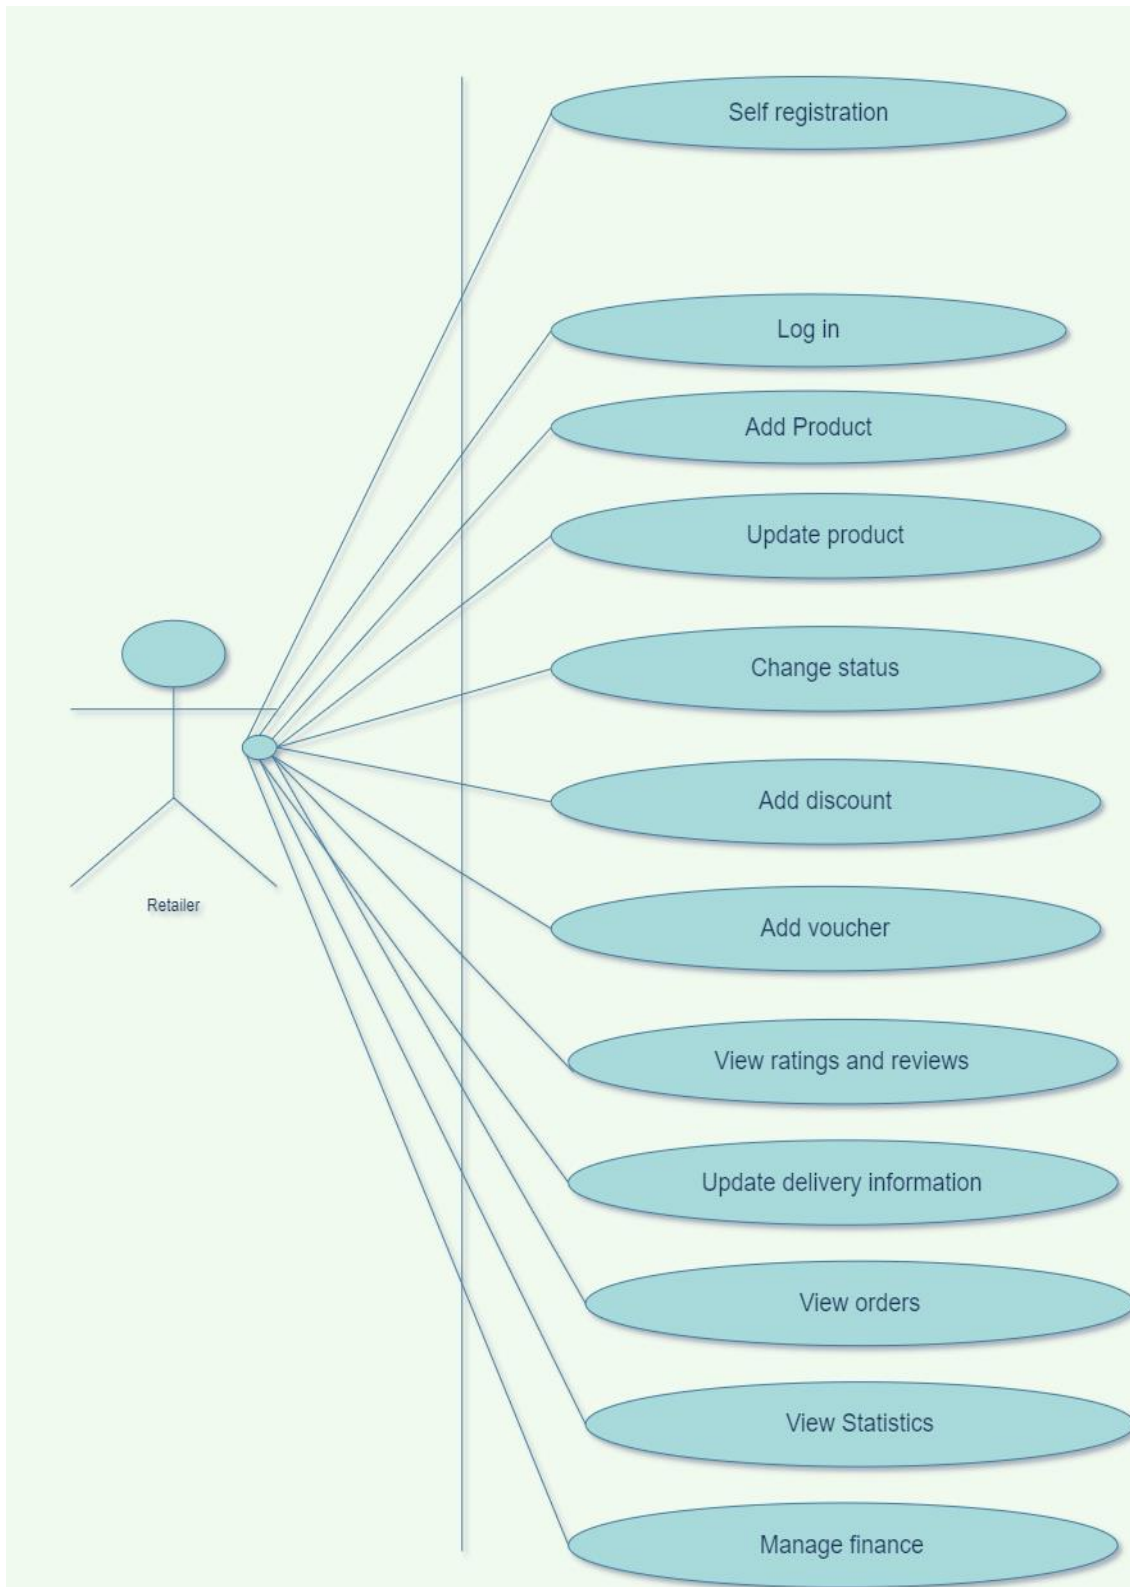 Self registration
Log in
Add Product
Update product
Change status
Retailer
Add discount
Add voucher
View ratings and reviews
Update delivery information
View orders
View Statistics
Manage finance